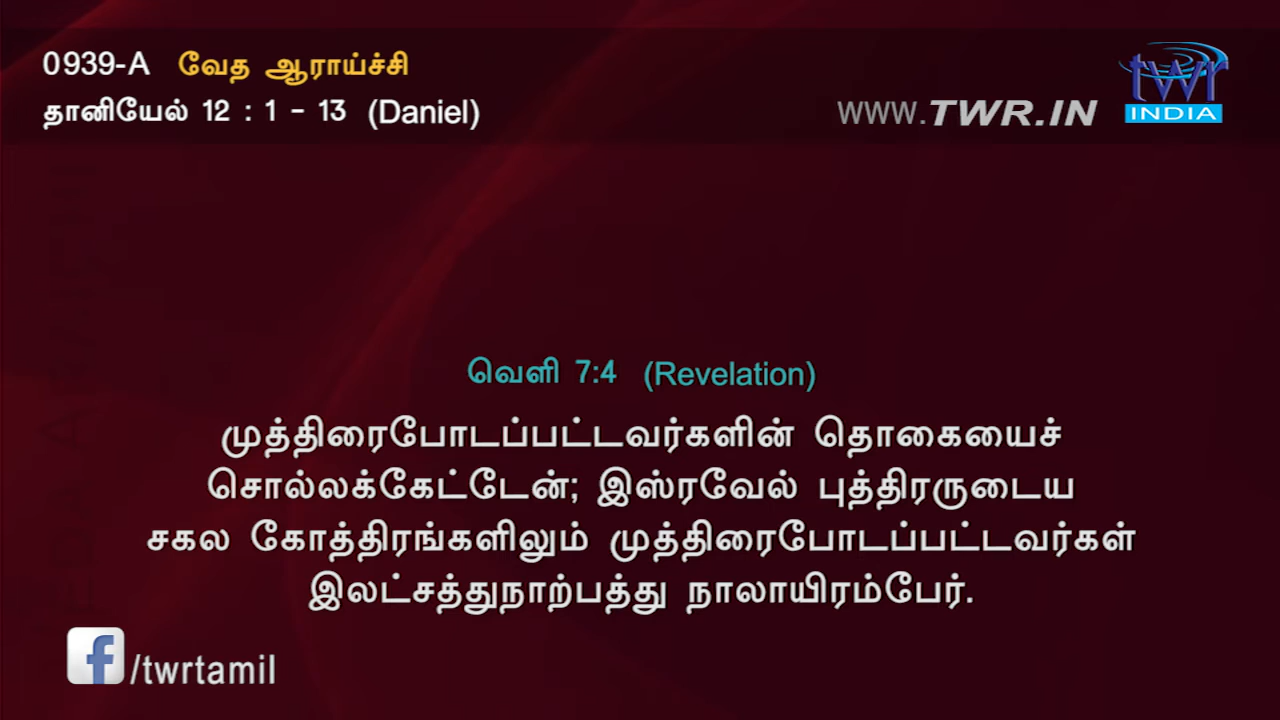 0939-A வேத ஆராய்ச்சி
தானியேல் 12 : 1 - 13 (Daniel)
WWW.TWR.IN
twr
INDIA
வெளி 7:4 (Revelation)
முத்திரைபோடப்பட்டவர்களின் தொகையைச்
சொல்லக்கேட்டேன்; இஸ்ரவேல் புத்திரருடைய
சகல கோத்திரங்களிலும் முத்திரைபோடப்பட்டவர்கள்
இலட்சத்துநாற்பத்து நாலாயிரம்பேர்.
f/twrtamil